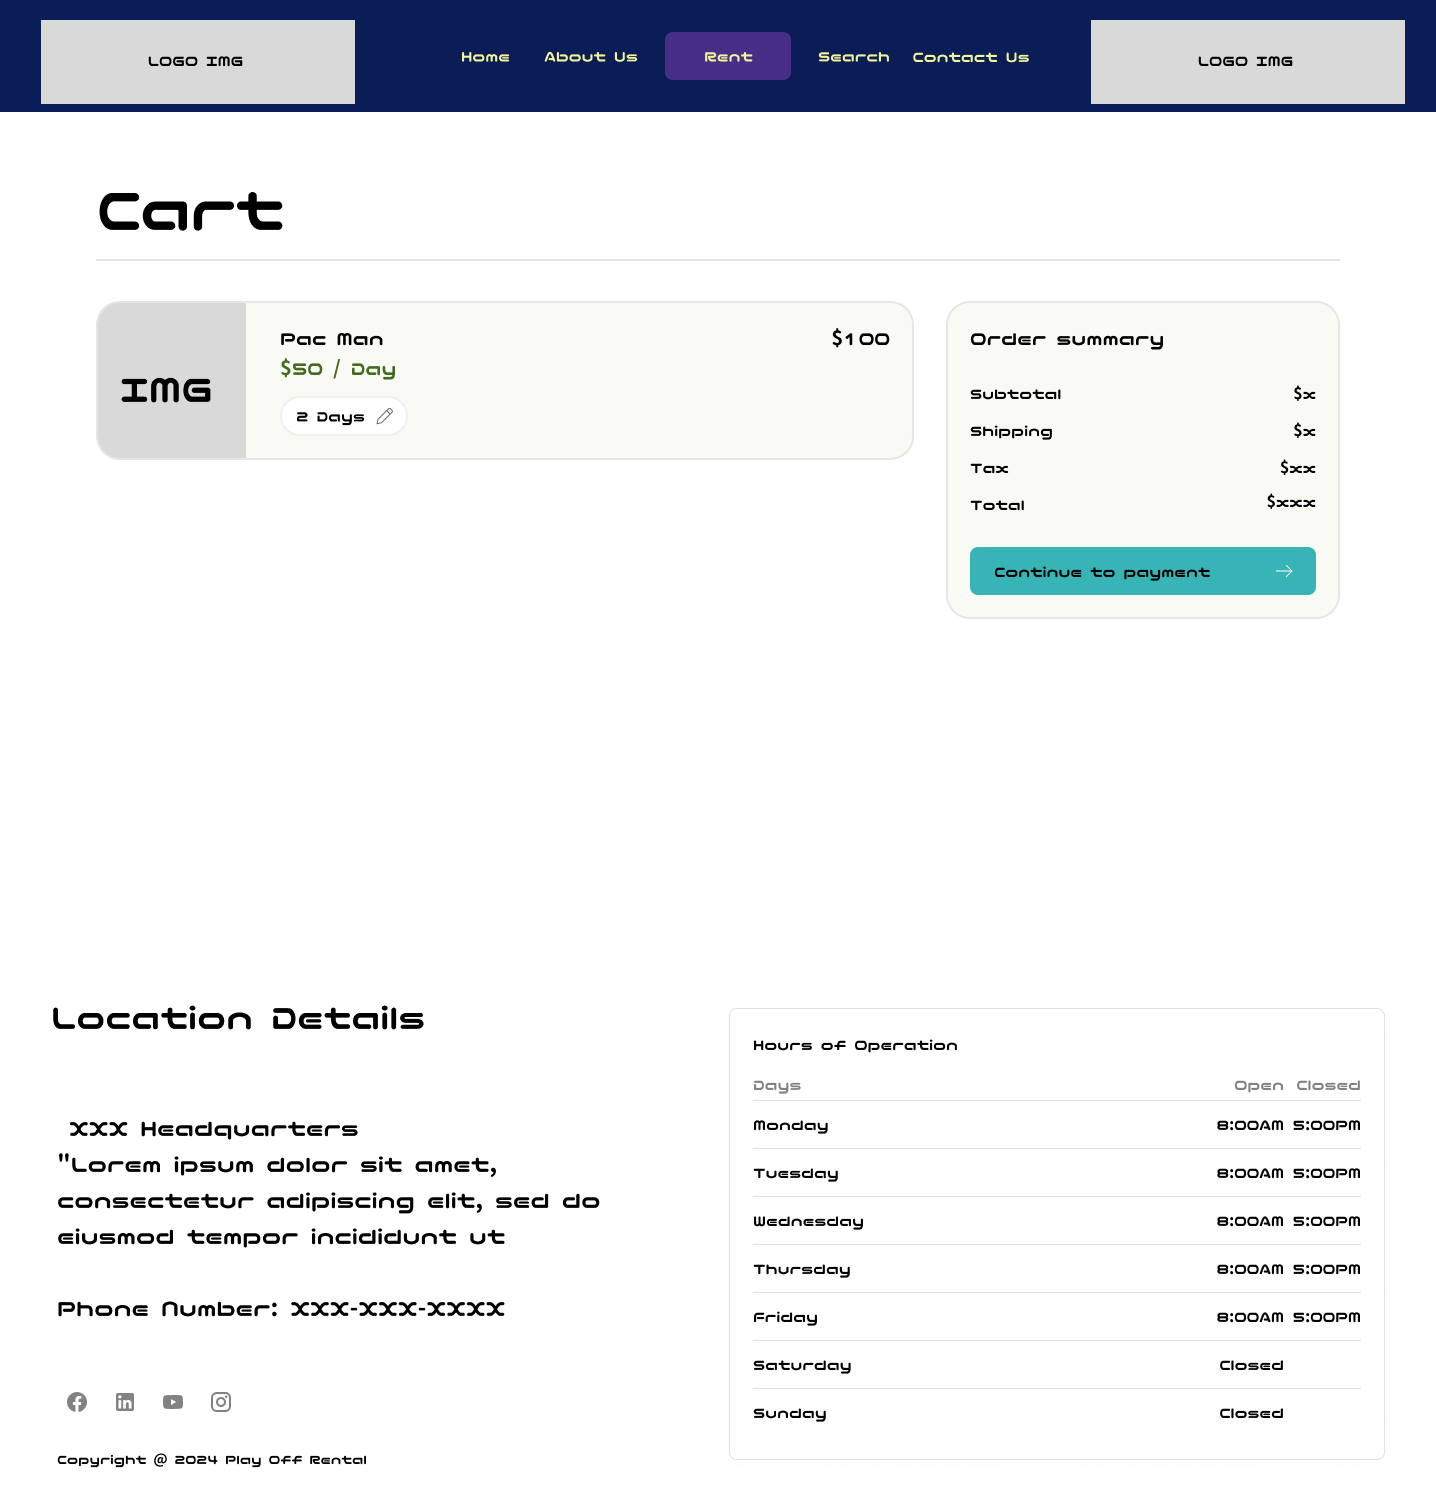 LOGO IMG
Home About Us Rent Search Contact Us
LOGO IMG
Cart
IMG
Pac Man $100
$50 / Day
2 Days
Order summary
Subtotal $x
Shipping $x
Tax $xx
Total $xxx
Continue to payment
Location Details
XXX Headquarters
"Lorem ipsum dolor sit amet,
consectetur adipiscing elit, sed do
eiusmod tempor incididunt ut
Phone Number: XXX-XXX-XXXX
Copyright @ 2024 Play Off Rental
Hours of Operation
Days Open Closed
Monday 8:00AM 5:00PM
Tuesday 8:00AM 5:00PM
Wednesday 8:00AM 5:00PM
Thursday 8:00AM 5:00PM
Friday 8:00AM 5:00PM
Saturday Closed
Sunday Closed